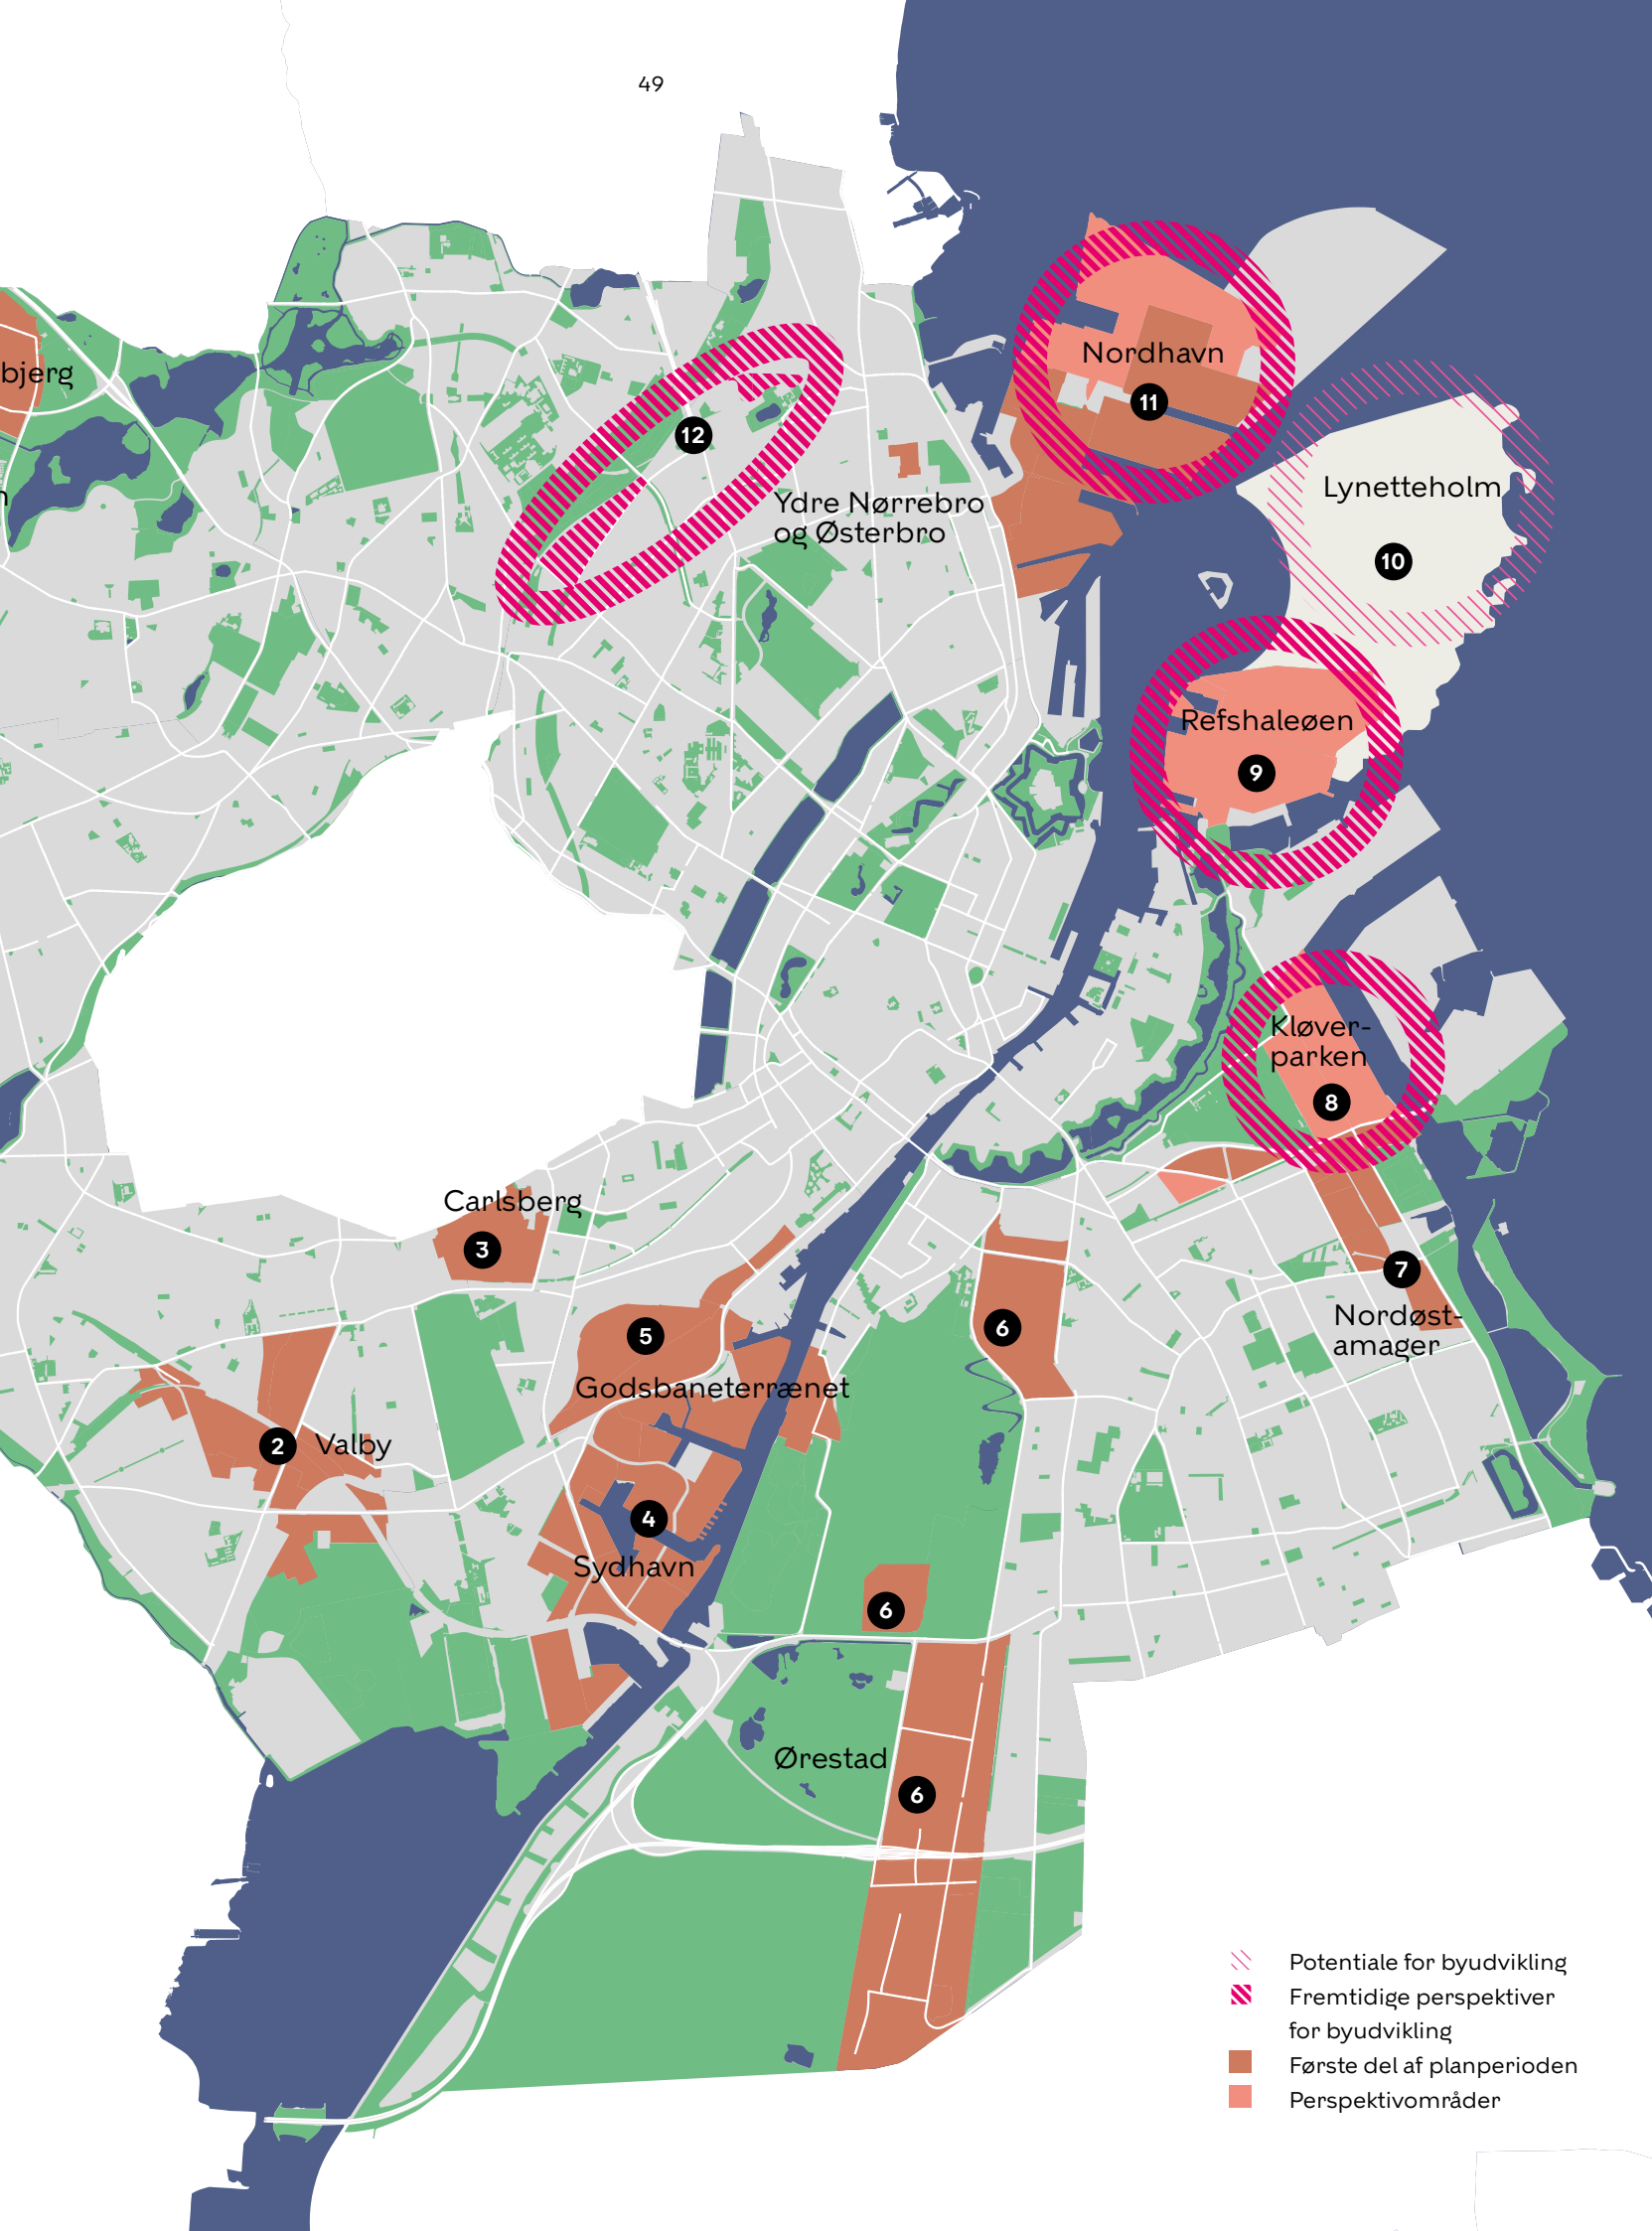 49
bjerg
Nordhavn
11
12
Lynetteholm
Ydre Nørrebro
og Østerbro
10
Refshaleøen
9
Kløver-
parken
8
Carlsberg
3
7
Nordøst-
amager
5
6
Godsbaneterrænet
2
Valby
4
Sydhavn
6
Ørestad
6
Potentiale for byudvikling
Fremtidige perspektiver
for byudvikling
Første del af planperioden
Perspektivområder